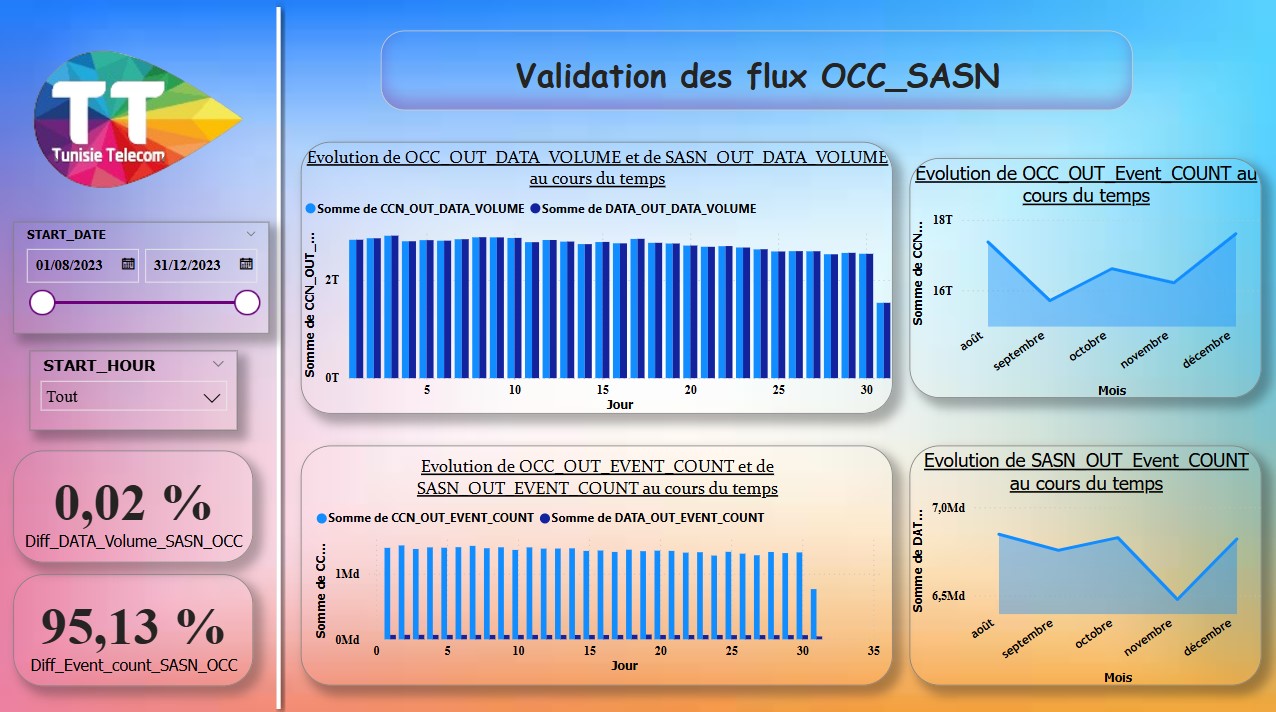 TT
Tunisie Telecom
START_DATE
01/08/2023
31/12/2023
START_HOUR
Tout
0,02 %
Diff_DATA_Volume_SASN_OCC
95,13 %
Diff_Event_count_SASN_OCC
Validation des flux OCC_SASN
Evolution de OCC_OUT_DATA_VOLUME et de SASN_OUT_DATA_VOLUME
au cours du temps
Somme de CCN_OUT_DATA_VOLUME Somme de DATA_OUT_DATA_VOLUME
Somme de CCN_OUT_...
2T
0T
5 10 15 20 25 30
Jour
Evolution de OCC_OUT_Event_COUNT au
cours du temps
Somme de CCN...
18T
16T
août septembre octobre novembre décembre
Mois
Evolution de OCC_OUT_EVENT_COUNT et de
SASN_OUT_EVENT_COUNT au cours du temps
Somme de CCN_OUT_EVENT_COUNT Somme de DATA_OUT_EVENT_COUNT
Somme de CC...
1Md
0Md
0 5 10 15 20 25 30 35
Jour
Evolution de SASN_OUT_Event_COUNT
au cours du temps
Somme de DAT...
7,0Md
6,5Md
août septembre octobre novembre décembre
Mois